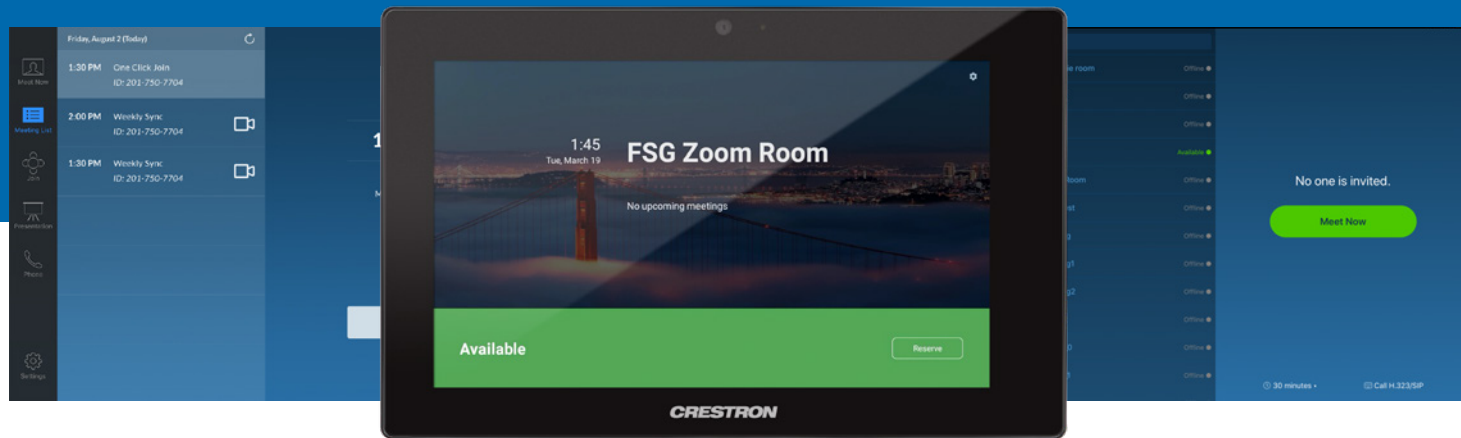 Friday, August 2 (Today)
Meet Now
1:30 PM One Click Join
ID: 201-750-7704
Meeting List
2:00 PM Weekly Sync
ID: 201-750-7704
Join
1:30 PM Weekly Sync
ID: 201-750-7704
Presentation
Phone
Settings
1:45
Tue, March 19
FSG Zoom Room
No upcoming meetings
Available
Reserve
CRESTRON
room Offline
Offline
Offline
Available
Offline
Offline
Offline
Offline
Offline
Offline
Offline
Offline
No one is invited.
Meet Now
30 minutes
Call H.323/SIP